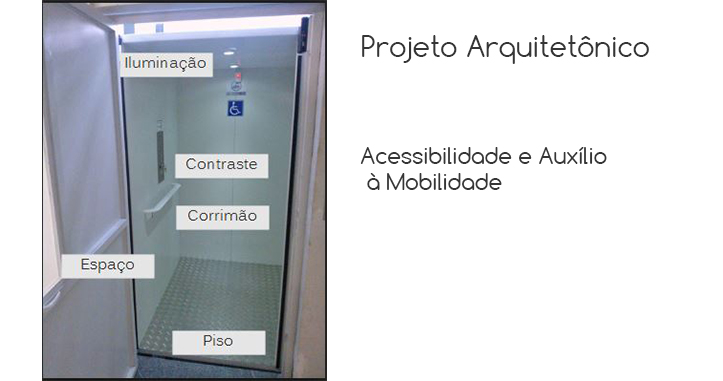 Projeto Arquitetônico
Iluminação
Acessibilidade e Auxílio
à Mobilidade
Contraste
Corrimão
Espaço
Piso